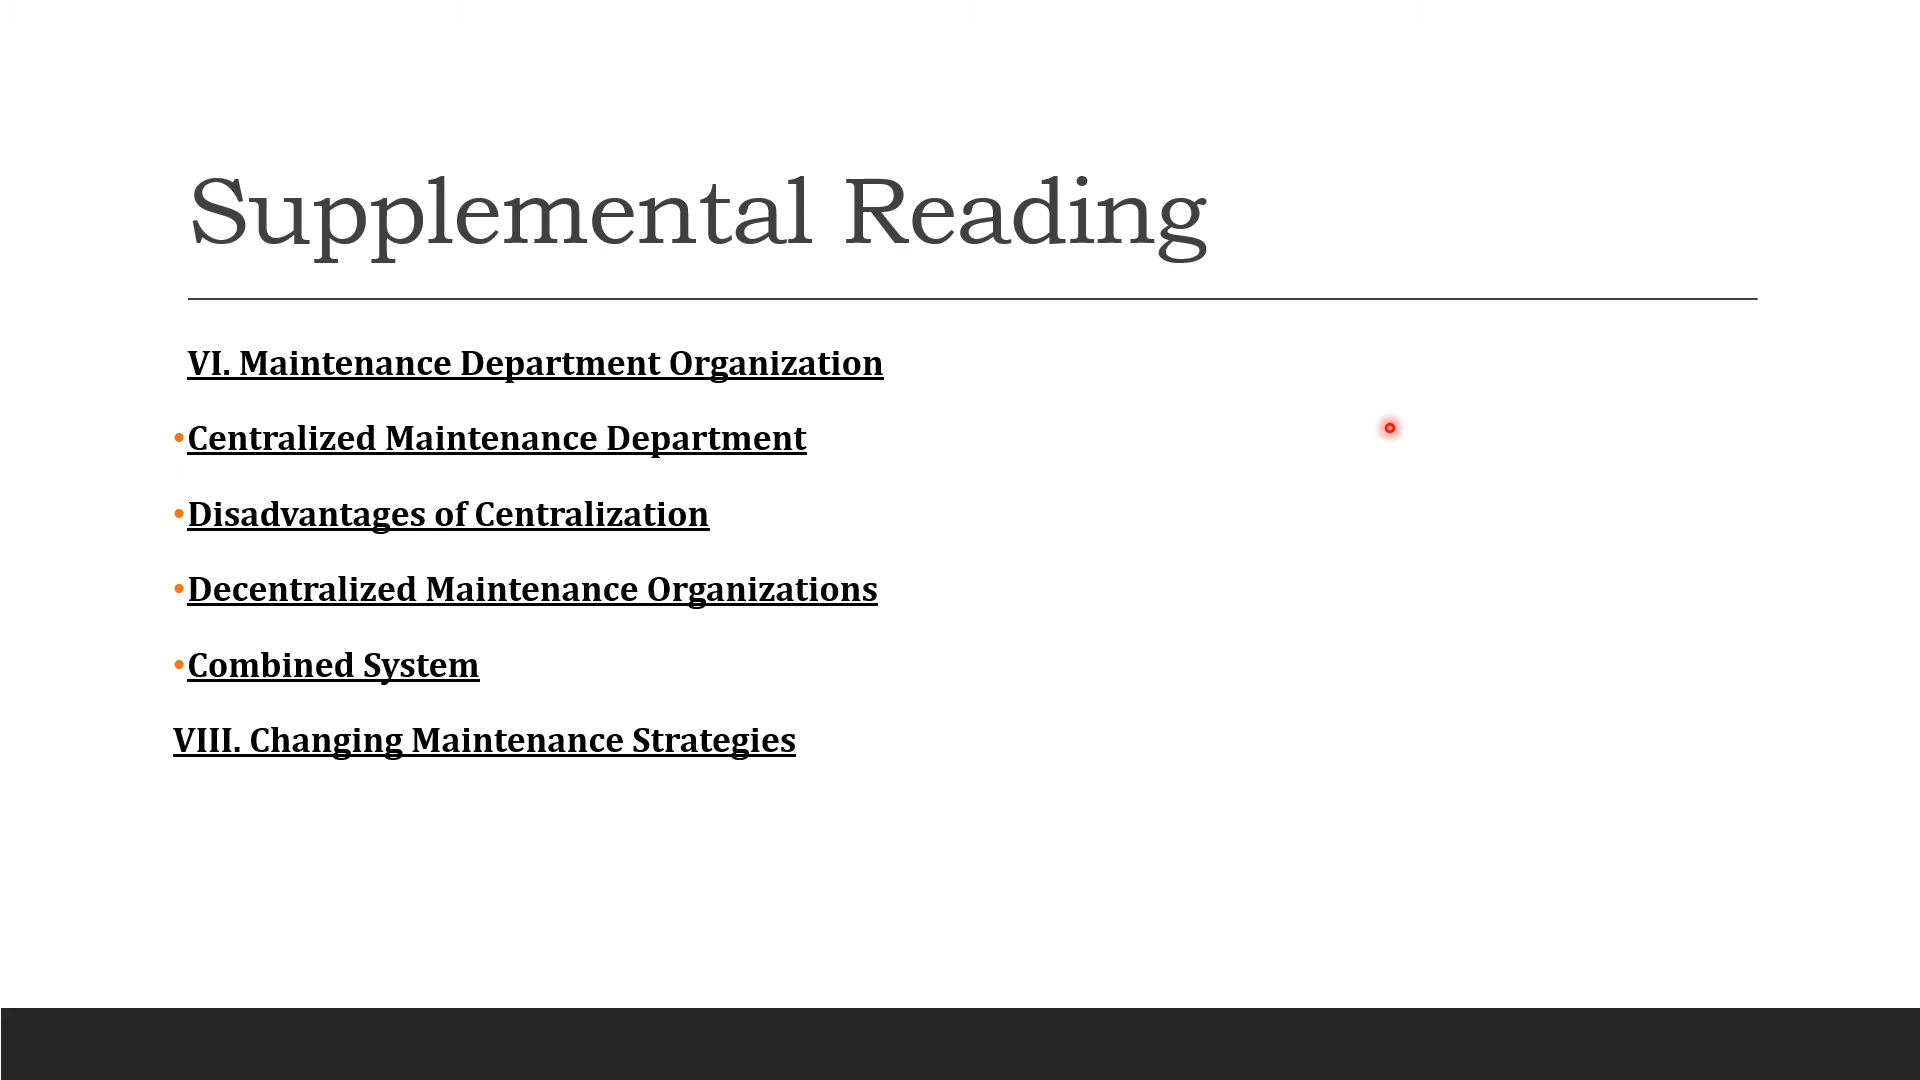 Supplemental Reading
VI. Maintenance Department Organization
•Centralized Maintenance Department
•Disadvantages of Centralization
•Decentralized Maintenance Organizations
•Combined System
VIII. Changing Maintenance Strategies